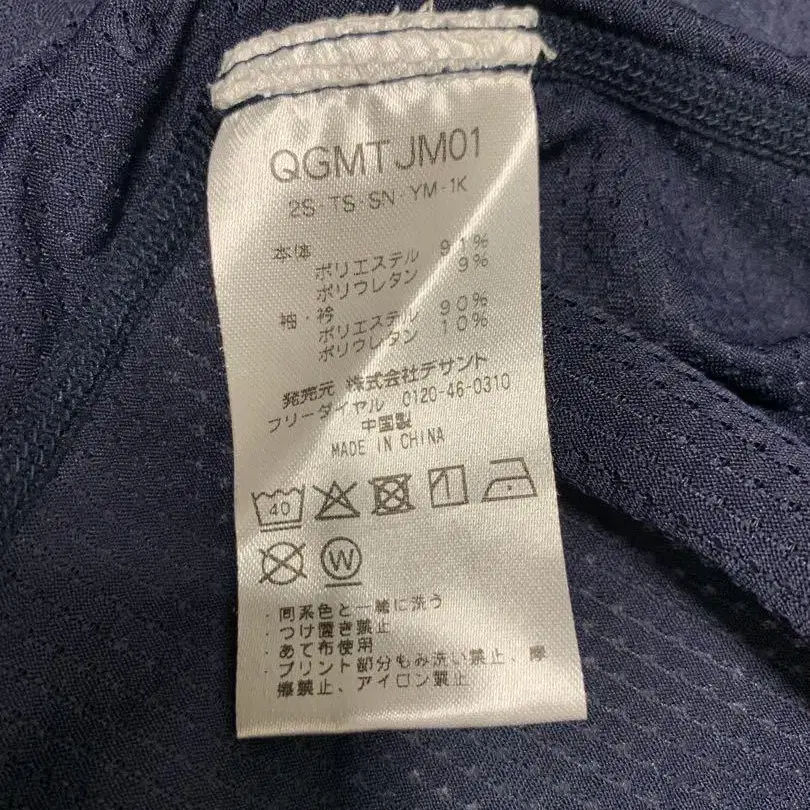 QGMTJM01
2S・TS・SN・YM-1K
本体
ポリエステル 91%
ポリウレタン 9%
袖・衿
ポリエステル 90%
ポリウレタン 10%
発売元 株式会社デサント
フリーダイヤル 0120-46-0310
中国製
MADE IN CHINA
40
W
・同系色と一緒に洗う
・つけ置き禁止
・あて布使用
・プリント部分もみ洗い禁止、摩
擦禁止、アイロン禁止